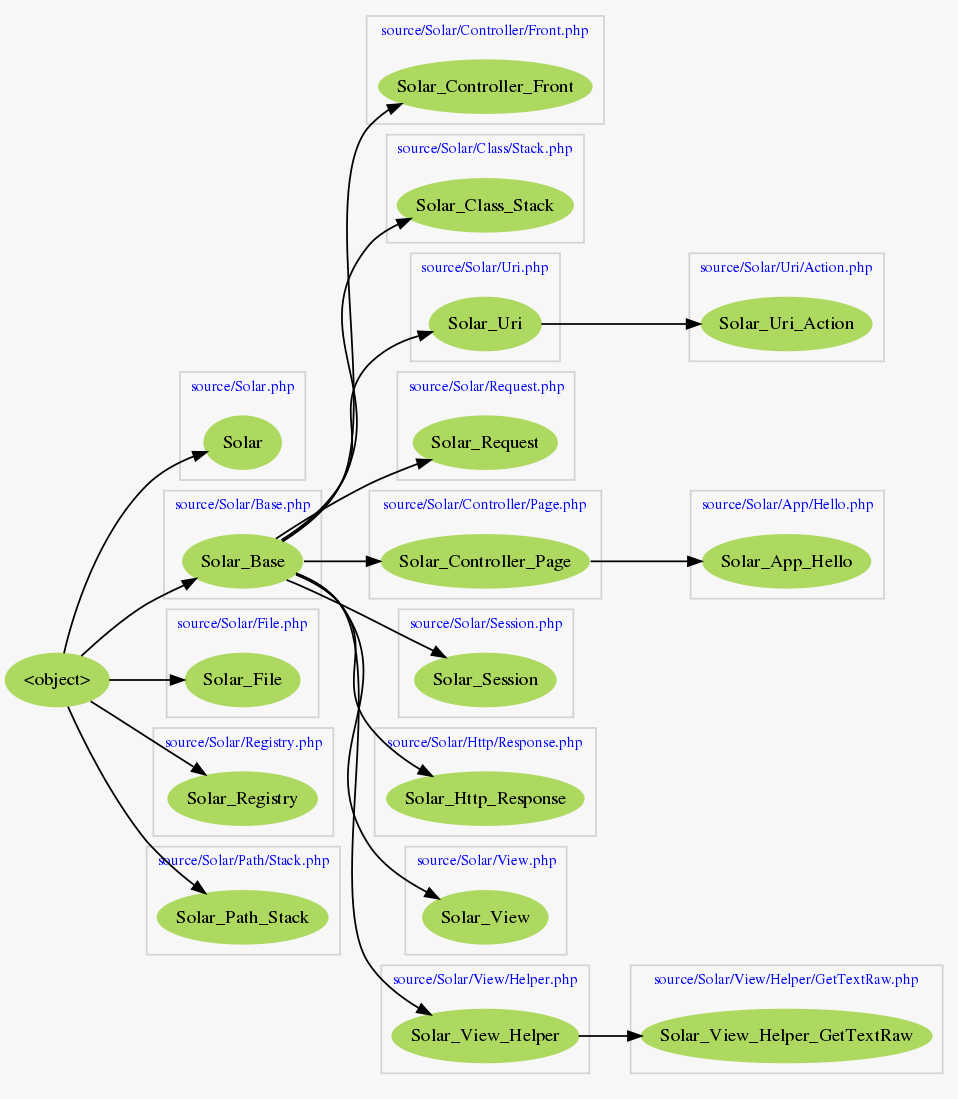 source/Solar/Controller/Front.php
Solar_Controller_Front
source/Solar/Class/Stack.php
Solar_Class_Stack
source/Solar/Uri.php
Solar_Uri
source/Solar/Uri/Action.php
Solar_Uri_Action
source/Solar.php
Solar
source/Solar/Request.php
Solar_Request
source/Solar/Base.php
Solar_Base
source/Solar/Controller/Page.php
Solar_Controller_Page
source/Solar/App/Hello.php
Solar_App_Hello
<object>
source/Solar/File.php
Solar_File
source/Solar/Session.php
Solar_Session
source/Solar/Registry.php
Solar_Registry
source/Solar/Http/Response.php
Solar_Http_Response
source/Solar/Path/Stack.php
Solar_Path_Stack
source/Solar/View.php
Solar_View
source/Solar/View/Helper.php
Solar_View_Helper
source/Solar/View/Helper/GetTextRaw.php
Solar_View_Helper_GetTextRaw